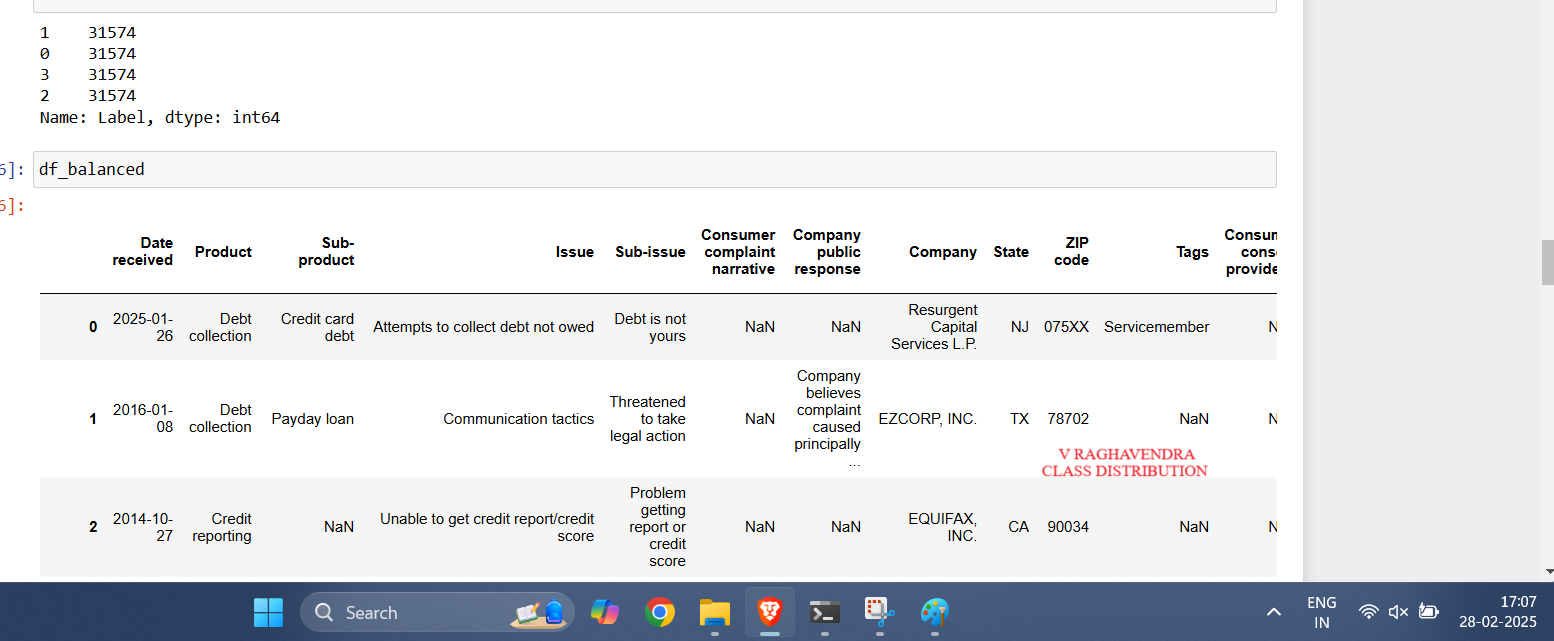 1    31574
0    31574
3    31574
2    31574
Name: Label, dtype: int64
6]:
df_balanced
6]:
Date received Product Sub-product Issue Sub-issue Consumer complaint narrative Company public response Company State ZIP code Tags Consum cons provide
0 2025-01-26 Debt collection Credit card debt Attempts to collect debt not owed Debt is not yours NaN NaN Resurgent Capital Services L.P. NJ 075XX Servicemember N
1 2016-01-08 Debt collection Payday loan Communication tactics Threatened to take legal action NaN Company believes complaint caused principally ... EZCORP, INC. TX 78702 NaN N
V RAGHAVENDRA
CLASS DISTRIBUTION
2 2014-10-27 Credit reporting NaN Unable to get credit report/credit score Problem getting report or credit score NaN NaN EQUIFAX, INC. CA 90034 NaN N
Search
ENG
IN
17:07
28-02-2025